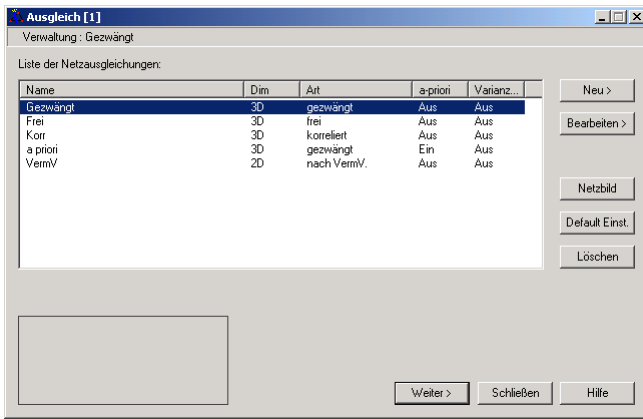 Ausgleich [1]
Verwaltung : Gezwängt
Liste der Netzausgleichungen:
Name Dim Art a-priori Varianz...
Gezwängt 3D gezwängt Aus Aus
Frei 3D frei Aus Aus
Korr 3D korreliert Aus Aus
a priori 3D gezwängt Ein Aus
VermV 2D nach VermV. Aus Aus
Neu >
Bearbeiten >
Netzbild
Default Einst.
Löschen
Weiter > Schließen Hilfe